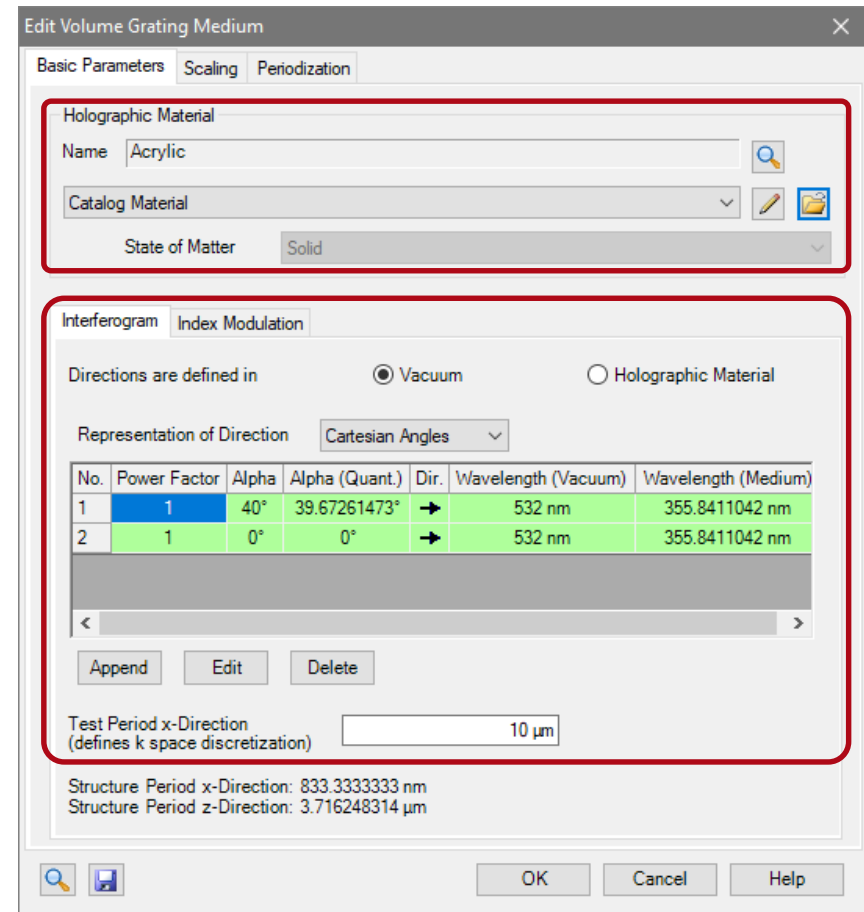 Edit Volume Grating Medium
Basic Parameters Scaling Periodization
Holographic Material
Name Acrylic
Catalog Material
State of Matter Solid
Interferogram Index Modulation
Directions are defined in Vacuum Holographic Material
Representation of Direction Cartesian Angles
No. Power Factor Alpha Alpha (Quant.) Dir. Wavelength (Vacuum) Wavelength (Medium)
1 1 40° 39.67261473° 532 nm 355.8411042 nm
2 1 0° 0° 532 nm 355.8411042 nm
Append Edit Delete
Test Period x-Direction
(defines k space discretization) 10 µm
Structure Period x-Direction: 833.3333333 nm
Structure Period z-Direction: 3.716248314 µm
OK Cancel Help